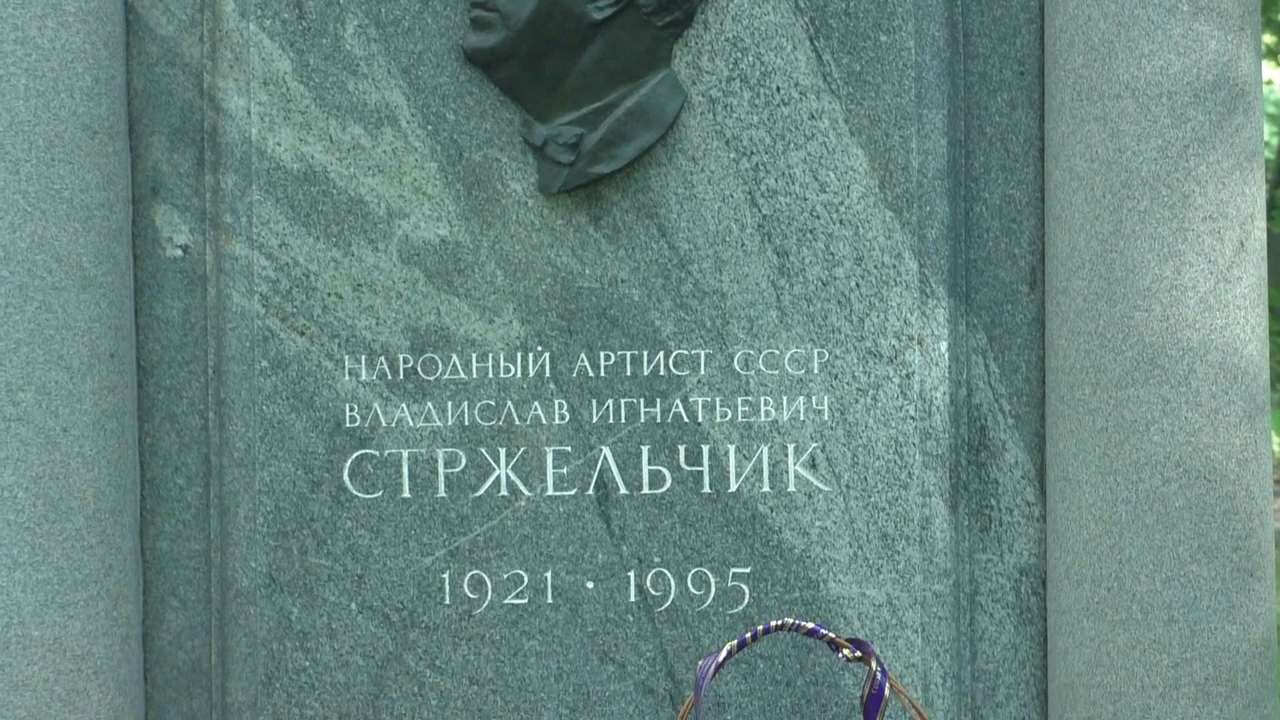 НАРОДНЫЙ АРТИСТ СССР
ВЛАДИСЛАВ ИГНАТЬЕВИЧ
СТРЖЕЛЬЧИК
1921 · 1995